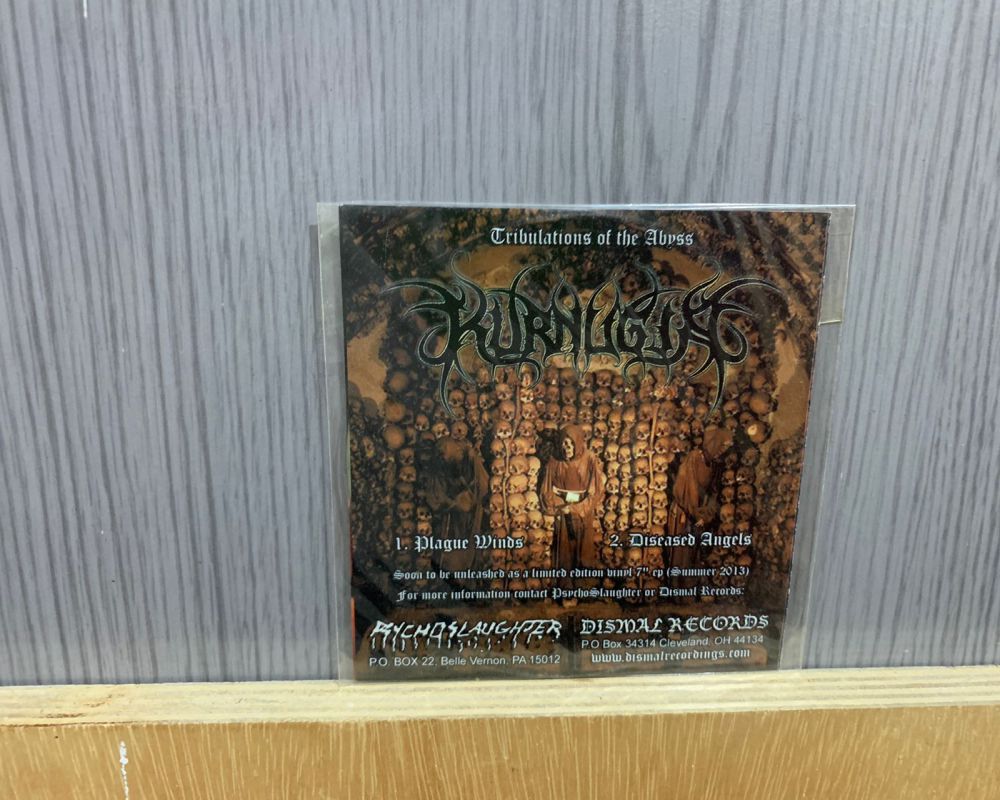 Tribulations of the Abyss
KURNUGIA
1. Plague Winds 2. Diseased Angels
Soon to be unleashed as a limited edition vinyl 7" ep (Summer 2013)
For more information contact PsychoSlaughter or Dismal Records:
PSYCHOSLAUGHTER
P.O. BOX 22, Belle Vernon, PA 15012
DISMAL RECORDS
P.O Box 34314 Cleveland, OH 44134
www.dismalrecordings.com